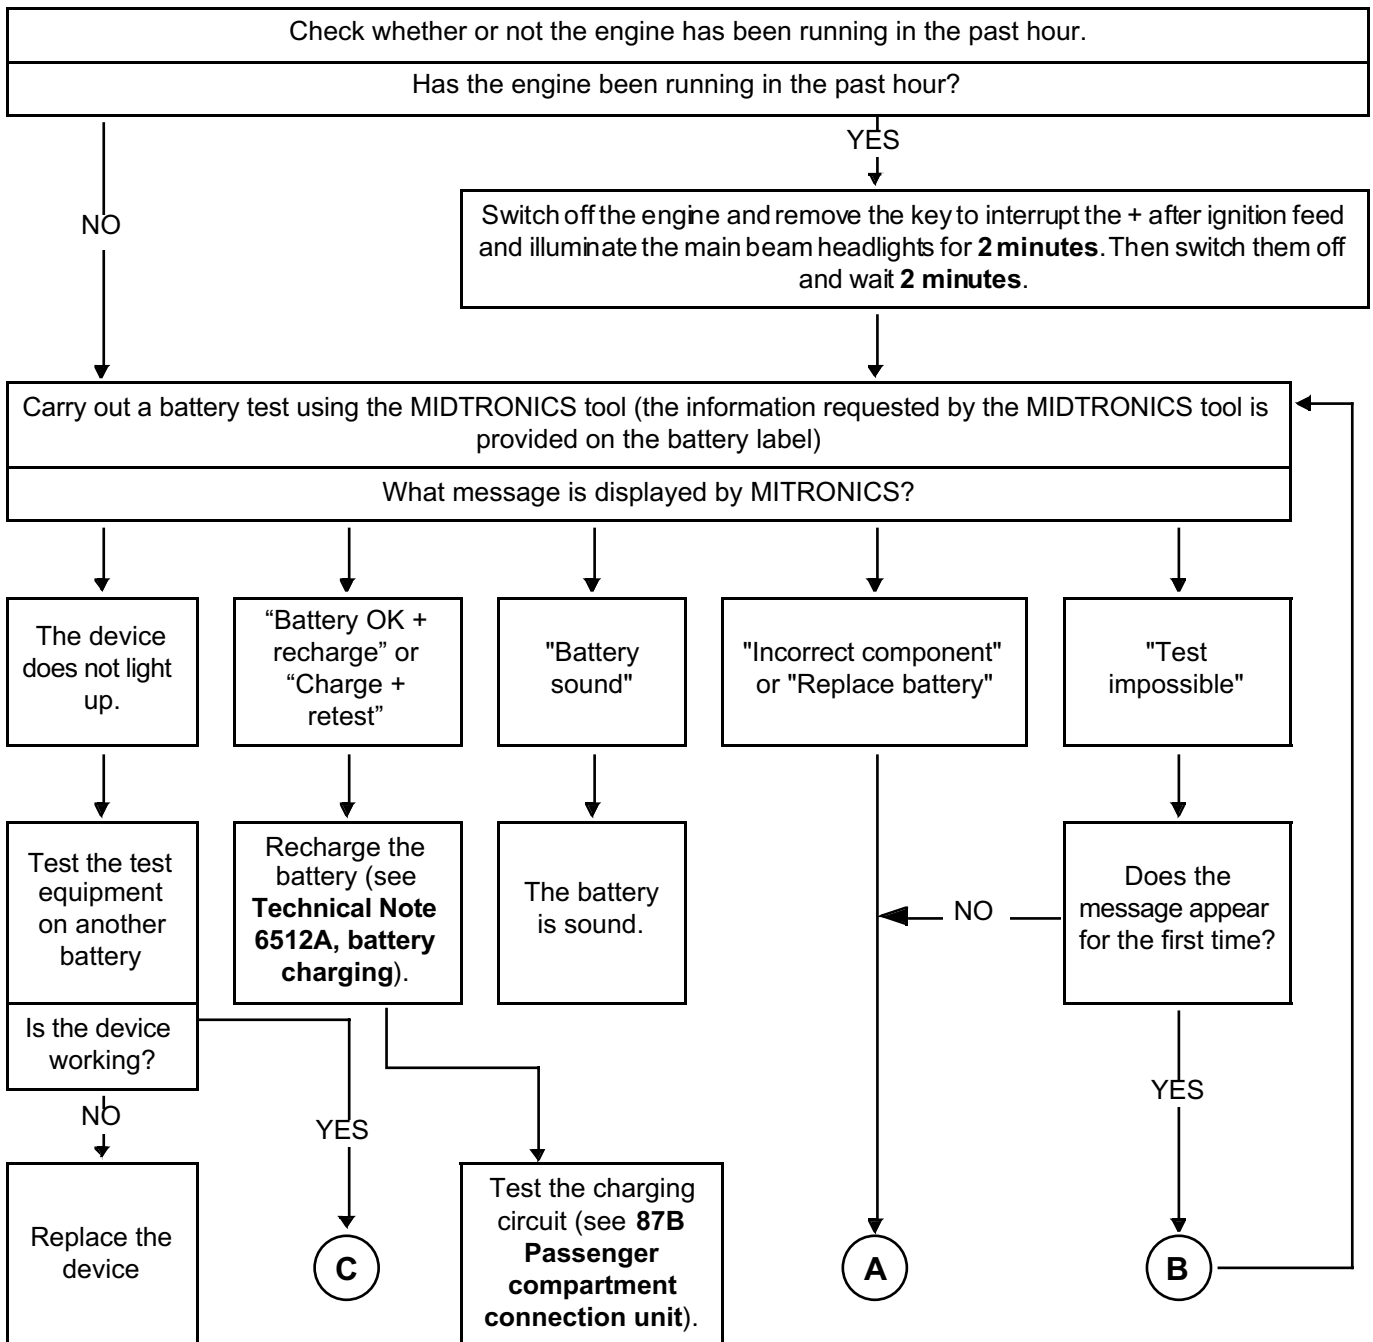 Check whether or not the engine has been running in the past hour.
Has the engine been running in the past hour?
YES
NO
Switch off the engine and remove the key to interrupt the + after ignition feed
and illuminate the main beam headlights for 2 minutes. Then switch them off
and wait 2 minutes.
Carry out a battery test using the MIDTRONICS tool (the information requested by the MIDTRONICS tool is
provided on the battery label)
What message is displayed by MITRONICS?
The device
does not light
up.
“Battery OK +
recharge” or
“Charge +
retest”
"Battery
sound"
"Incorrect component"
or "Replace battery"
"Test
impossible"
Test the test
equipment
on another
battery
Is the device
working?
Recharge the
battery (see
Technical Note
6512A, battery
charging).
The battery
is sound.
NO
Does the
message appear
for the first time?
NO
YES
YES
Replace the
device
C
Test the charging
circuit (see 87B
Passenger
compartment
connection unit).
A
B